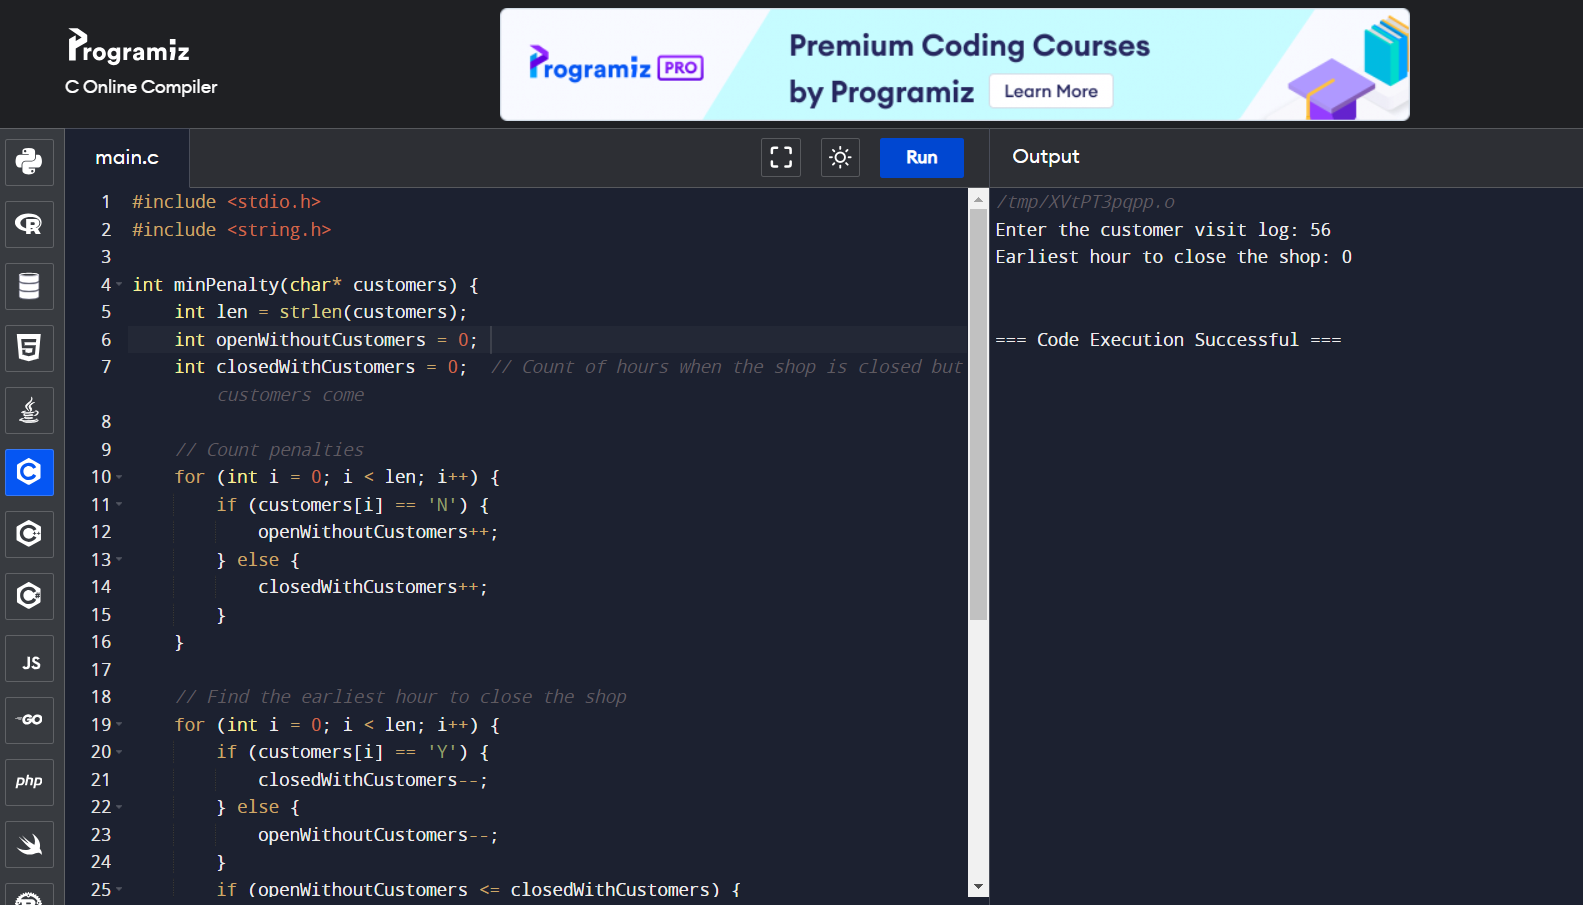 Programiz
C Online Compiler
Programiz PRO
Premium Coding Courses
by Programiz
Learn More
main.c
Run
Output
1 #include <stdio.h>
2 #include <string.h>
3
4 int minPenalty(char* customers) {
5 int len = strlen(customers);
6 int openWithoutCustomers = 0;
7 int closedWithCustomers = 0;  // Count of hours when the shop is closed but
customers come
8
9 // Count penalties
10 for (int i = 0; i < len; i++) {
11 if (customers[i] == 'N') {
12 openWithoutCustomers++;
13 } else {
14 closedWithCustomers++;
15 }
16 }
17
18 // Find the earliest hour to close the shop
19 for (int i = 0; i < len; i++) {
20 if (customers[i] == 'Y') {
21 closedWithCustomers--;
22 } else {
23 openWithoutCustomers--;
24 }
25 if (openWithoutCustomers <= closedWithCustomers) {
/tmp/XVtPT3pqpp.o
Enter the customer visit log: 56
Earliest hour to close the shop: 0
=== Code Execution Successful ===
R
5
C
C++
C#
JS
GO
php